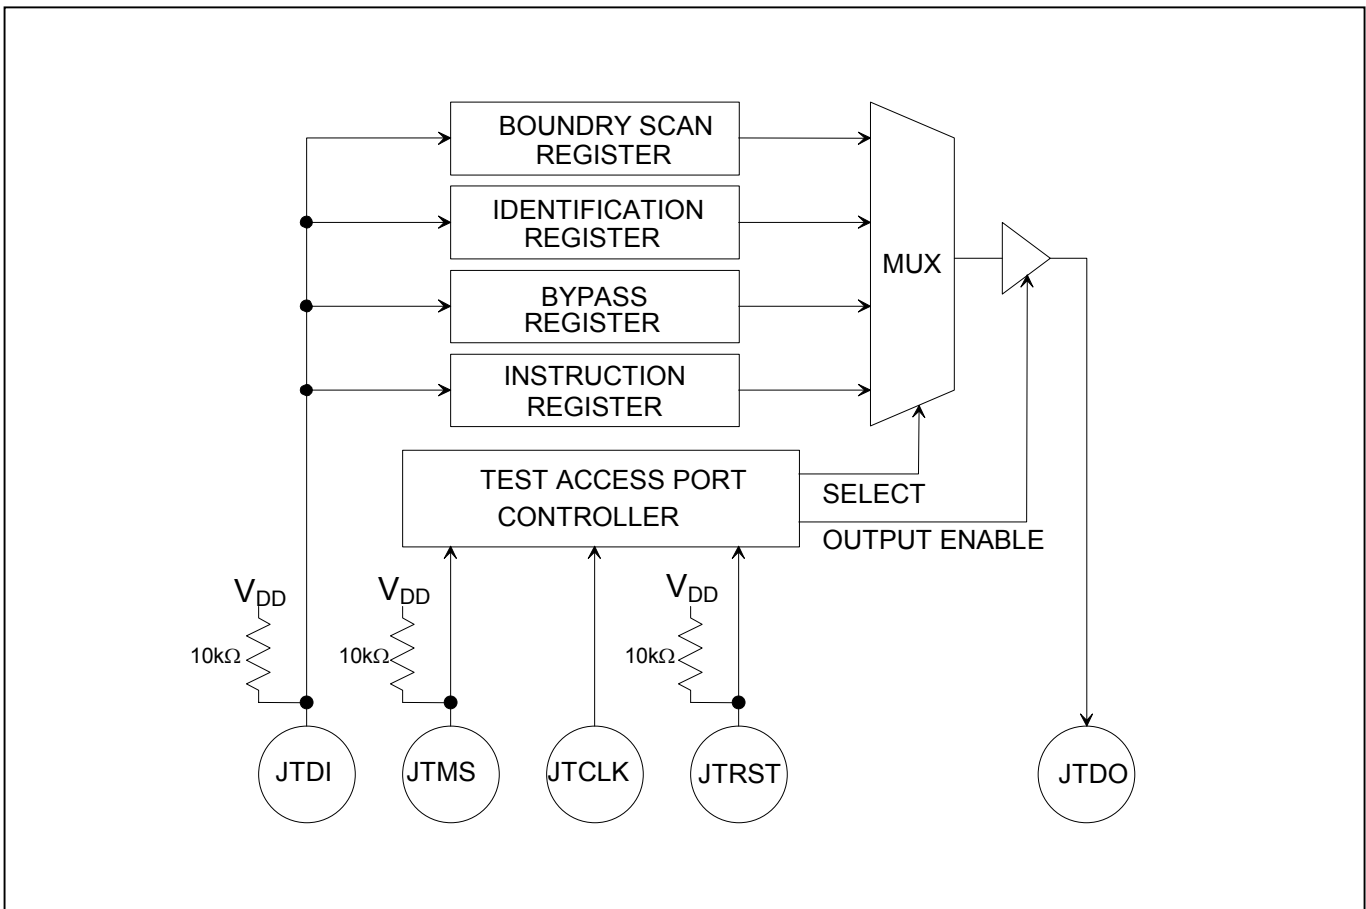 BOUNDRY SCAN
REGISTER
IDENTIFICATION
REGISTER
BYPASS
REGISTER
INSTRUCTION
REGISTER
MUX
TEST ACCESS PORT
CONTROLLER
SELECT
OUTPUT ENABLE
VDD
VDD
VDD
10kΩ
10kΩ
10kΩ
JTDI
JTMS
JTCLK
JTRST
JTDO